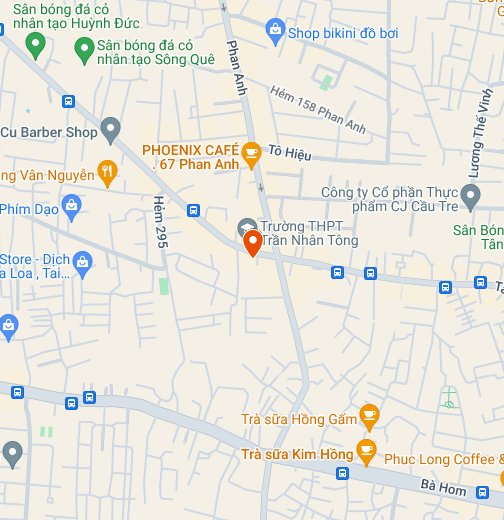 Sân bóng đá cỏ
nhân tạo Huỳnh Đức
Sân bóng đá cỏ
nhân tạo Sông Quê
Phan Anh
Shop bikini đồ bơi
Hẻm 158 Phan Anh
Lương Thế Vinh
Cu Barber Shop
PHOENIX CAFÉ
. 67 Phan Anh
Tô Hiệu
ng Vân Nguyễn
Công ty Cổ phần Thực
phẩm CJ Cầu Tre
Phím Dạo
Hẻm 295
Trường THPT
Trần Nhân Tông
Sân Bón
Tân
Store - Dịch
a Loa , Tai...
Ta
Trà sữa Hồng Gấm
Trà sữa Kim Hồng
Phuc Long Coffee &
Bà Hom